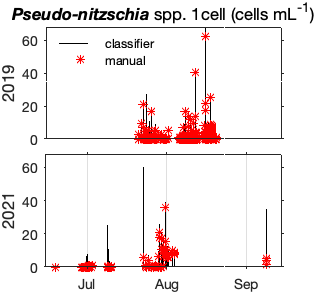 Pseudo-nitzschia spp. 1cell (cells mL-1)
60
classifier
manual
40
2019
20
0
60
40
2021
20
0
Jul Aug Sep